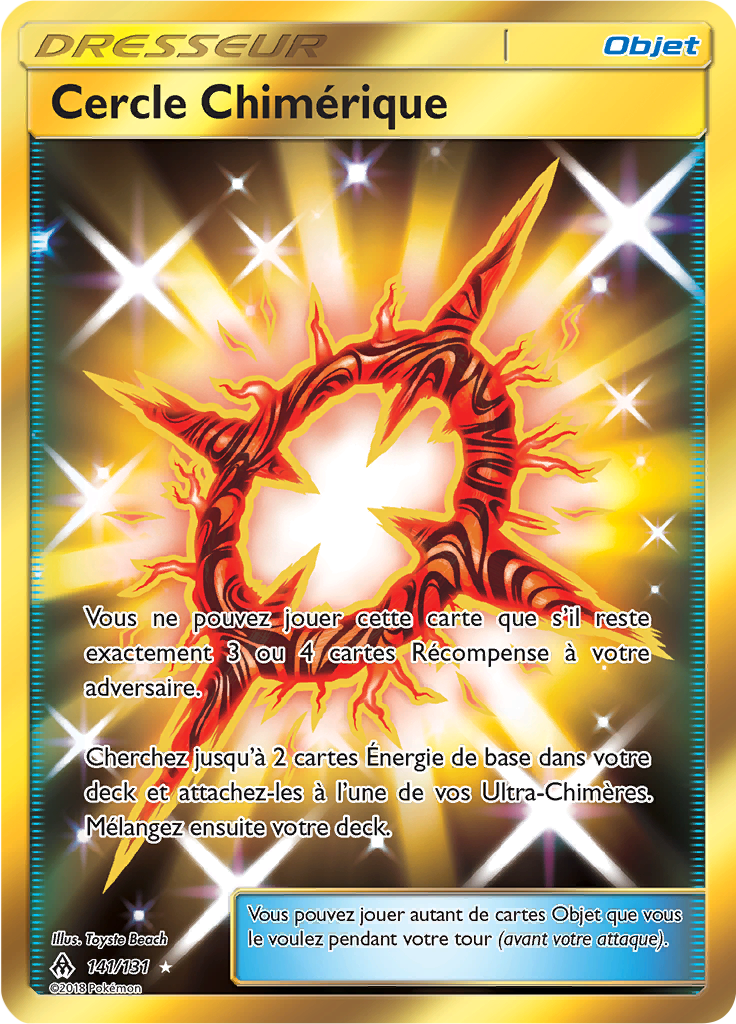 DRESSEUR
Objet
Cercle Chimérique
Vous ne pouvez jouer cette carte que s'il reste
exactement 3 ou 4 cartes Récompense à votre
adversaire.
Cherchez jusqu'à 2 cartes Énergie de base dans votre
deck et attachez-les à l'une de vos Ultra-Chimères.
Mélangez ensuite votre deck.
Vous pouvez jouer autant de cartes Objet que vous
le voulez pendant votre tour (avant votre attaque).
Illus. Toyste Beach
141/131 ★
©2018 Pokémon